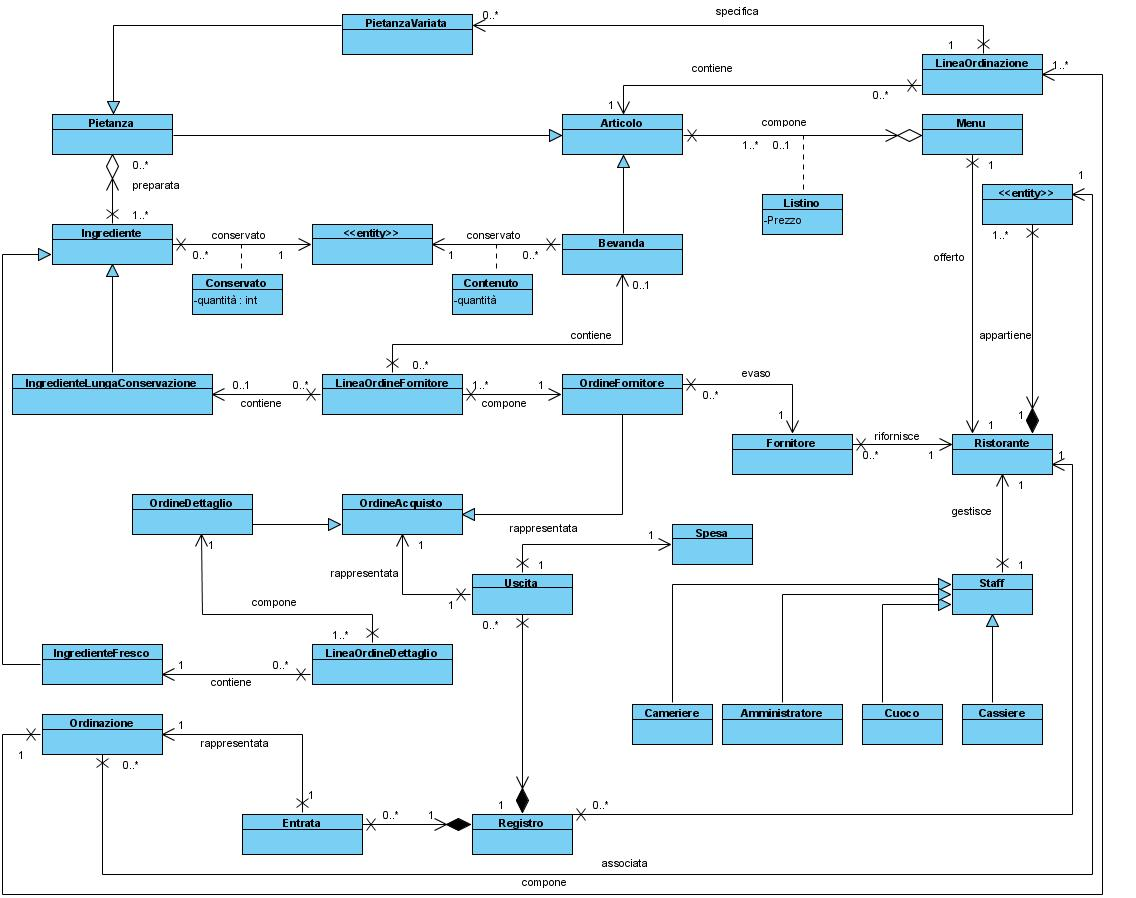 specifica
PietanzaVariata
0..*
1
LineaOrdinazione
1..*
contiene
0..*
1
Pietanza
Articolo
compone
1..*
0..1
Menu
0..*
preparata
1..*
1
1
<<entity>>
1..*
Listino
-Prezzo
Ingrediente
conservato
0..*
1
<<entity>>
conservato
1
0..*
Bevanda
offerto
Conservato
-quantità : int
Contenuto
-quantità
0..1
contiene
0..*
appartiene
IngredienteLungaConservazione
0..1
0..*
contiene
LineaOrdineFornitore
1..*
1
compone
OrdineFornitore
0..*
evaso
1
1
1
Fornitore
rifornisce
0..*
1
Ristorante
1
1
gestisce
1
OrdineDettaglio
OrdineAcquisto
1
1
rappresentata
1
1
Spesa
rappresentata
1
Uscita
0..*
Staff
compone
1..*
IngredienteFresco
1
0..*
contiene
LineaOrdineDettaglio
Cameriere
Amministratore
Cuoco
Cassiere
Ordinazione
1
rappresentata
1
1
0..*
Entrata
0..*
1
1
Registro
0..*
associata
compone